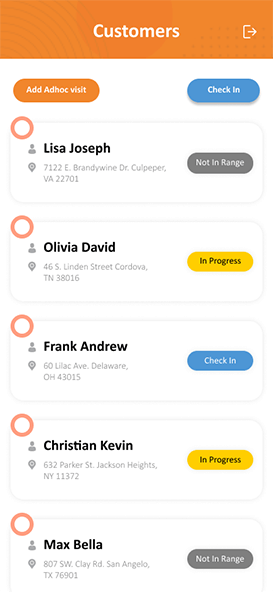 Customers
Add Adhoc visit
Check In
Lisa Joseph
7122 E. Brandywine Dr. Culpeper,
VA 22701
Not In Range
Olivia David
46 S. Linden Street Cordova,
TN 38016
In Progress
Frank Andrew
60 Lilac Ave. Delaware,
OH 43015
Check In
Christian Kevin
632 Parker St. Jackson Heights,
NY 11372
In Progress
Max Bella
807 SW. Clay Rd. San Angelo,
TX 76901
Not In Range